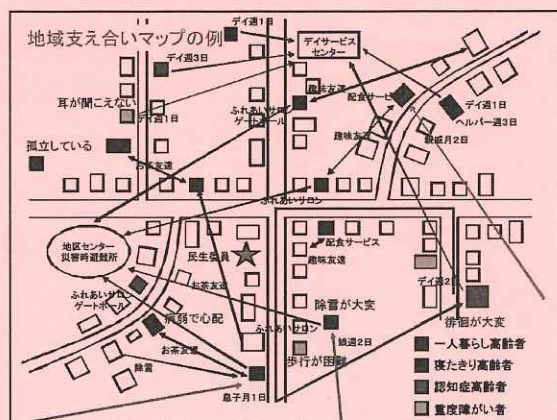 地域支え合いマップの例
デイ週1日
デイサービス
センター
デイ週3日
耳が聞こえない
デイ週1日
趣味友達
ふれあいサロン
ゲートボール
配食サービス
デイ週1日
ヘルパー週3日
親戚月2日
趣味友達
孤立している
お茶友達
ふれあいサロン
地区センター
災害時避難所
民生委員
お茶友達
配食サービス
趣味友達
デイ週2日
ふれあいサロン
ゲートボール
病弱で心配
除雪が大変
徘徊が大変
ふれあいサロン
娘週2日
お茶友達
歩行が困難
除雪
息子月1日
一人暮らし高齢者
寝たきり高齢者
認知症高齢者
重度障がい者